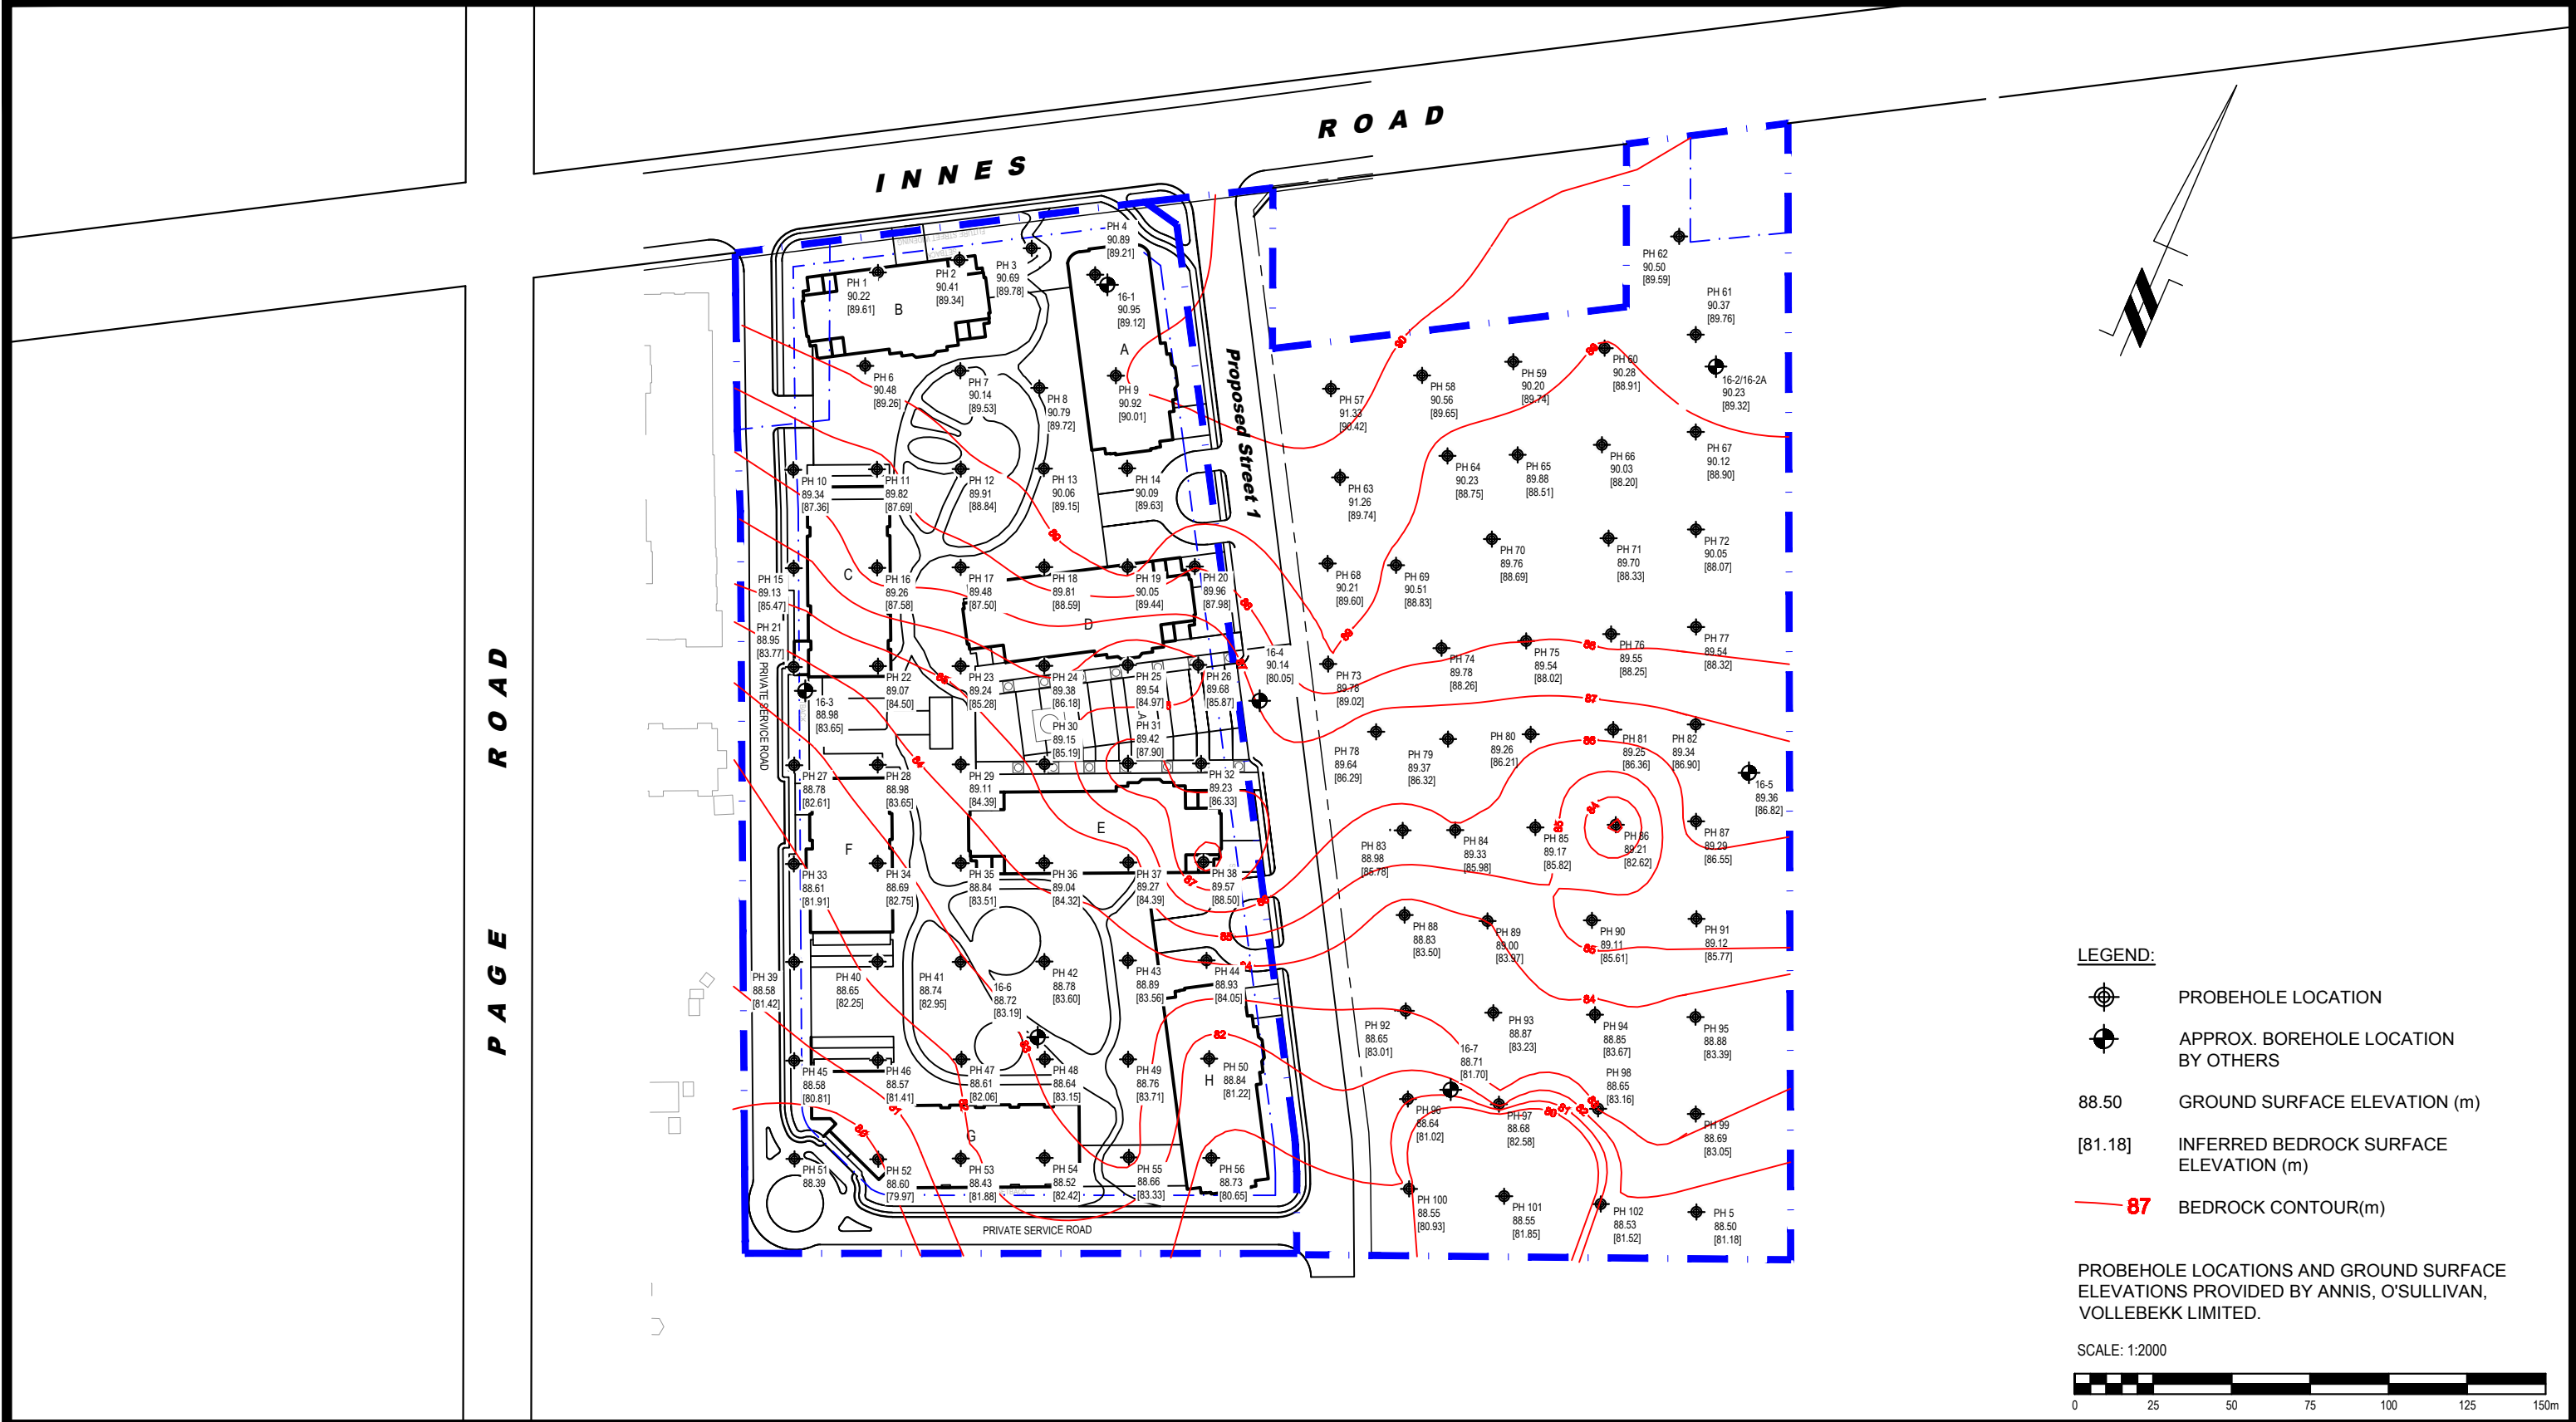 INNES
ROAD
PAGE ROAD
Proposed Street 1
PRIVATE SERVICE ROAD
PRIVATE SERVICE ROAD
A
B
C
D
E
F
G
H
PH 1
90.22
[89.61]
PH 2
90.41
[89.34]
PH 3
90.69
[89.78]
PH 4
90.89
[89.21]
16-1
90.95
[89.12]
PH 6
90.48
[89.26]
PH 7
90.14
[89.53]
PH 8
90.79
[89.72]
PH 9
90.92
[90.01]
PH 10
89.34
[87.36]
PH 11
89.82
[87.69]
PH 12
89.91
[88.84]
PH 13
90.06
[89.15]
PH 14
90.09
[89.63]
PH 15
89.13
[85.47]
PH 16
89.26
[87.58]
PH 17
89.48
[87.50]
PH 18
89.81
[88.59]
PH 19
90.05
[89.44]
PH 20
89.96
[87.98]
PH 21
88.95
[83.77]
16-3
88.98
[83.65]
PH 22
89.07
[84.50]
PH 23
89.24
[85.28]
PH 24
89.38
[86.18]
PH 25
89.54
[84.97]
PH 26
89.68
[85.87]
16-4
90.14
[80.05]
PH 27
88.78
[82.61]
PH 28
88.98
[83.65]
PH 29
89.11
[84.39]
PH 30
89.15
[85.19]
PH 31
89.42
[87.90]
PH 32
89.23
[86.33]
PH 33
88.61
[81.91]
PH 34
88.69
[82.75]
PH 35
88.84
[83.51]
PH 36
89.04
[84.32]
PH 37
89.27
[84.39]
PH 38
89.57
[88.50]
PH 39
88.58
[81.42]
PH 40
88.65
[82.25]
PH 41
88.74
[82.95]
16-6
88.72
[83.19]
PH 42
88.78
[83.60]
PH 43
88.89
[83.56]
PH 44
88.93
[84.05]
PH 45
88.58
[80.81]
PH 46
88.57
[81.41]
PH 47
88.61
[82.06]
PH 48
88.64
[83.15]
PH 49
88.76
[83.71]
PH 50
88.84
[81.22]
PH 51
88.39
PH 52
88.60
[79.97]
PH 53
88.43
[81.88]
PH 54
88.52
[82.42]
PH 55
88.66
[83.33]
PH 56
88.73
[80.65]
PH 57
91.33
[90.42]
PH 58
90.56
[89.65]
PH 59
90.20
[89.74]
PH 60
90.28
[88.91]
PH 61
90.37
[89.76]
PH 62
90.50
[89.59]
16-2/16-2A
90.23
[89.32]
PH 63
91.26
[89.74]
PH 64
90.23
[88.75]
PH 65
89.88
[88.51]
PH 66
90.03
[88.20]
PH 67
90.12
[88.90]
PH 68
90.21
[89.60]
PH 69
90.51
[88.83]
PH 70
89.76
[88.69]
PH 71
89.70
[88.33]
PH 72
90.05
[88.07]
PH 73
89.78
[89.02]
PH 74
89.78
[88.26]
PH 75
89.54
[88.02]
PH 76
89.55
[88.25]
PH 77
89.54
[88.32]
PH 78
89.64
[86.29]
PH 79
89.37
[86.32]
PH 80
89.26
[86.21]
PH 81
89.25
[86.36]
PH 82
89.34
[86.90]
16-5
89.36
[86.82]
PH 83
88.98
[85.78]
PH 84
89.33
[85.98]
PH 85
89.17
[85.82]
PH 86
89.21
[82.62]
PH 87
89.29
[86.55]
PH 88
88.83
[83.50]
PH 89
89.00
[83.97]
PH 90
89.11
[85.61]
PH 91
89.12
[85.77]
PH 92
88.65
[83.01]
16-7
88.71
[81.70]
PH 93
88.87
[83.23]
PH 94
88.85
[83.67]
PH 95
88.88
[83.39]
PH 96
88.64
[81.02]
PH 97
88.68
[82.58]
PH 98
88.65
[83.16]
PH 99
88.69
[83.05]
PH 100
88.55
[80.93]
PH 101
88.55
[81.85]
PH 102
88.53
[81.52]
PH 5
88.50
[81.18]
90
89
89
88
87
86
85
84
85
84
82
80
81
82
LEGEND:
PROBEHOLE LOCATION
APPROX. BOREHOLE LOCATION
BY OTHERS
88.50 GROUND SURFACE ELEVATION (m)
[81.18] INFERRED BEDROCK SURFACE
ELEVATION (m)
87 BEDROCK CONTOUR(m)
PROBEHOLE LOCATIONS AND GROUND SURFACE
ELEVATIONS PROVIDED BY ANNIS, O'SULLIVAN,
VOLLEBEKK LIMITED.
SCALE: 1:2000
0 25 50 75 100 125 150m